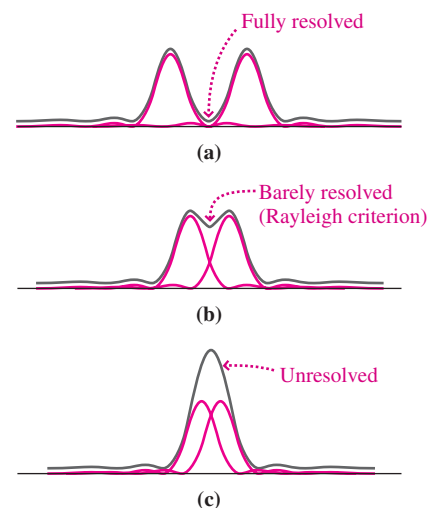 Fully resolved
(a)
Barely resolved
(Rayleigh criterion)
(b)
Unresolved
(c)